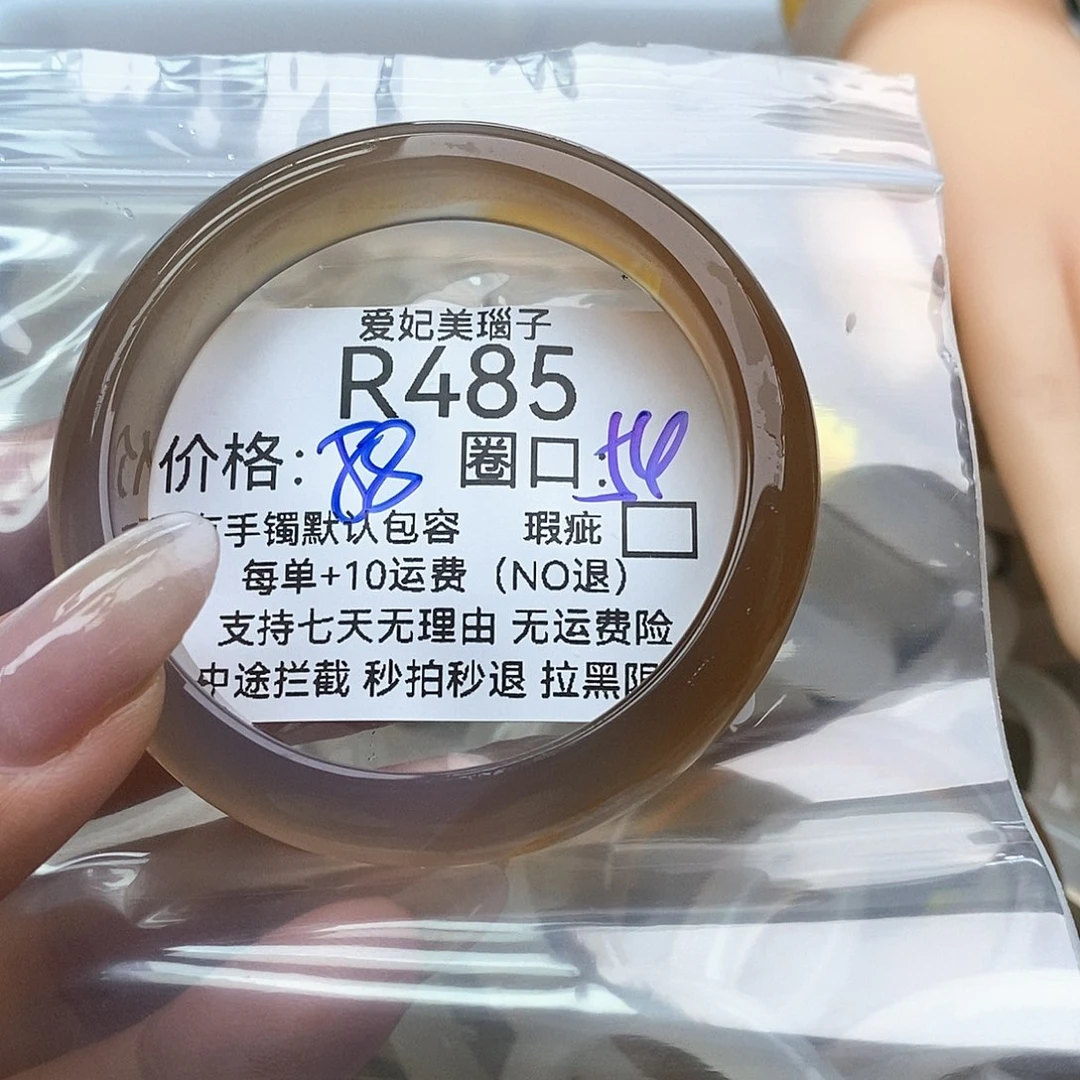 爱妃美瑙子
R485
价格：88 圈口：54
手镯默认包容 瑕疵
每单+10运费（NO退）
支持七天无理由 无运费险
中途拦截 秒拍秒退 拉黑